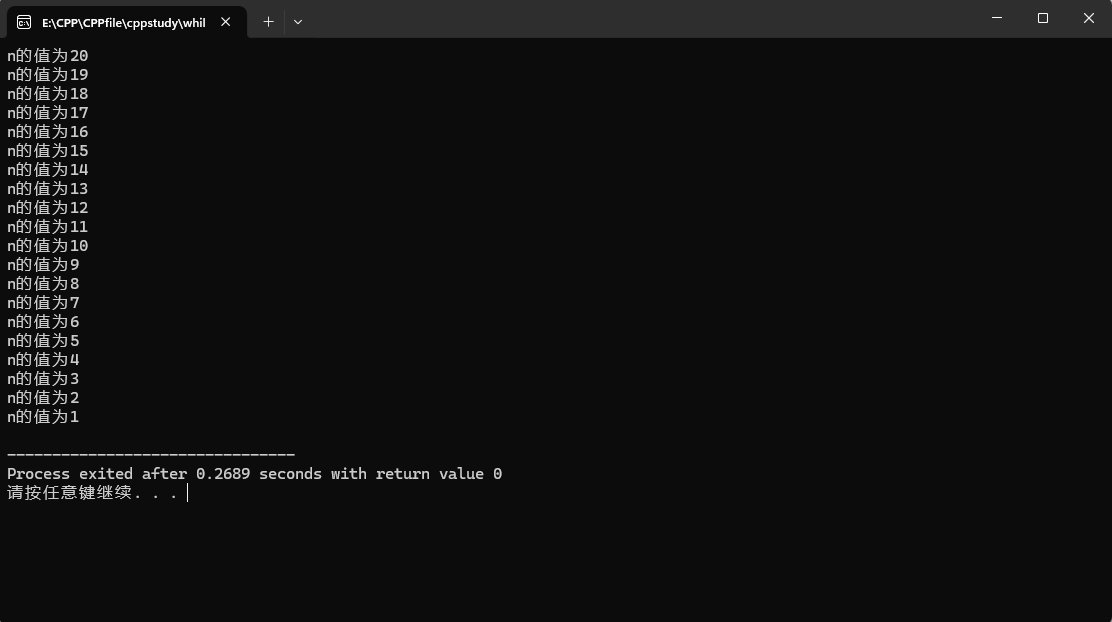 E:\CPP\CPPfile\cppstudy\whil
n的值为20
n的值为19
n的值为18
n的值为17
n的值为16
n的值为15
n的值为14
n的值为13
n的值为12
n的值为11
n的值为10
n的值为9
n的值为8
n的值为7
n的值为6
n的值为5
n的值为4
n的值为3
n的值为2
n的值为1
--------------------------------
Process exited after 0.2689 seconds with return value 0
请按任意键继续. . .